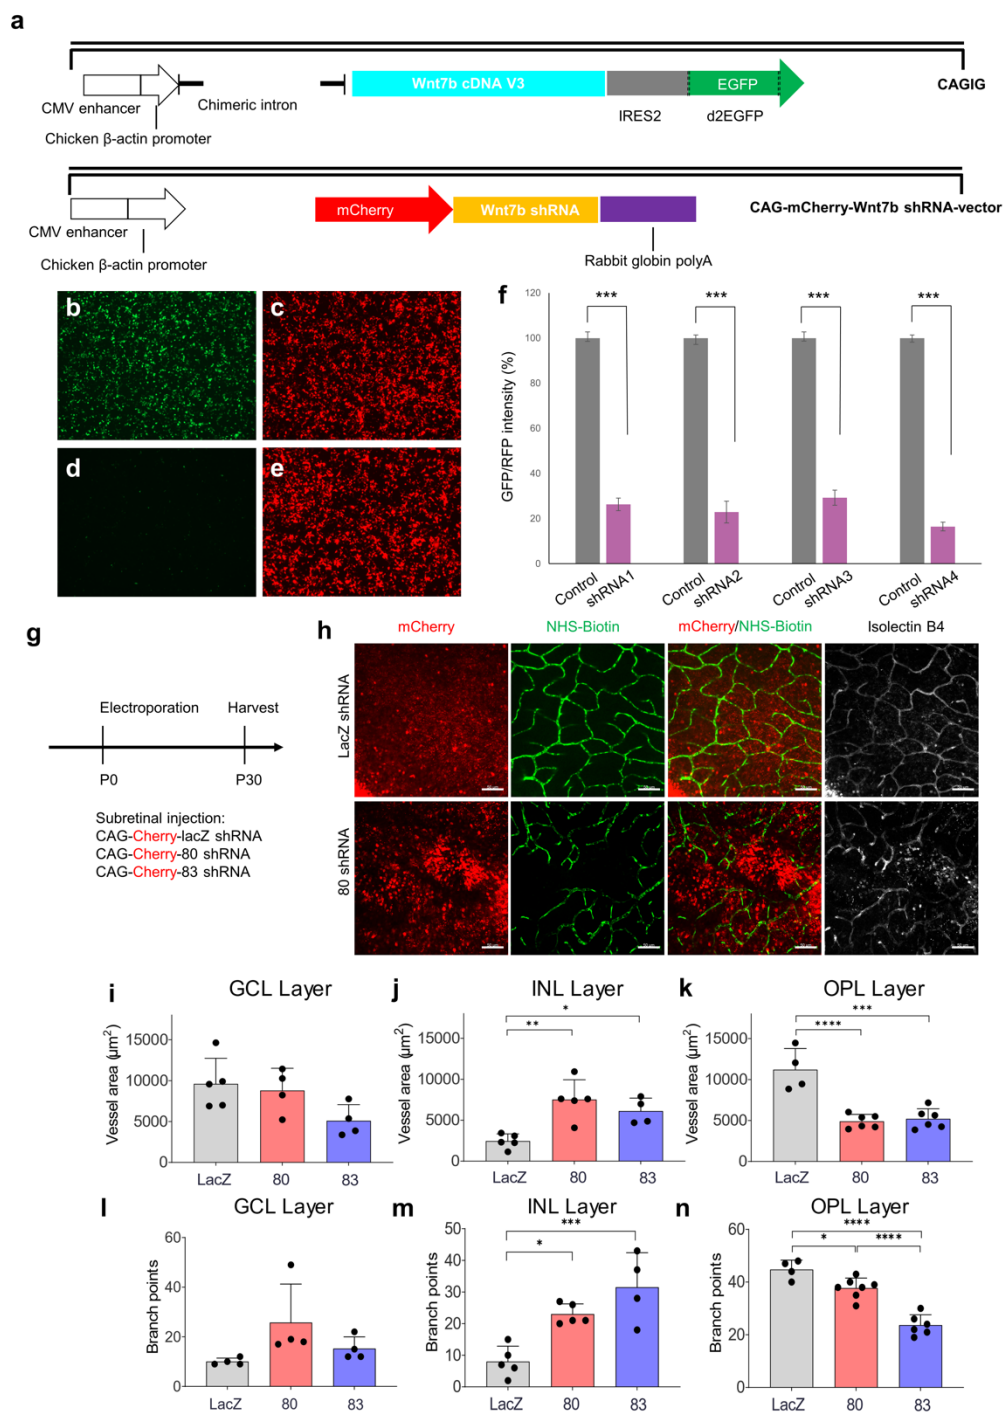 a
CMV enhancer
Chicken β-actin promoter
Chimeric intron
Wnt7b cDNA V3
EGFP
IRES2
d2EGFP
CAGIG
CMV enhancer
Chicken β-actin promoter
mCherry
Wnt7b shRNA
Rabbit globin polyA
CAG-mCherry-Wnt7b shRNA-vector
b
c
d
e
f
GFP/RFP intensity (%)
120
100
80
60
40
20
0
***
***
***
***
Control
shRNA1
Control
shRNA2
Control
shRNA3
Control
shRNA4
g
Electroporation
Harvest
P0
P30
Subretinal injection:
CAG-Cherry-lacZ shRNA
CAG-Cherry-80 shRNA
CAG-Cherry-83 shRNA
h
mCherry
NHS-Biotin
mCherry/NHS-Biotin
Isolectin B4
LacZ shRNA
80 shRNA
i
GCL Layer
Vessel area (µm²)
15000
10000
5000
0
LacZ
80
83
j
INL Layer
Vessel area (µm²)
20000
15000
10000
5000
0
*
**
LacZ
80
83
k
OPL Layer
Vessel area (µm²)
15000
10000
5000
0
***
****
LacZ
80
83
l
GCL Layer
Branch points
60
40
20
0
LacZ
80
83
m
INL Layer
Branch points
50
40
30
20
10
0
***
*
LacZ
80
83
n
OPL Layer
Branch points
60
40
20
0
****
*
****
LacZ
80
83